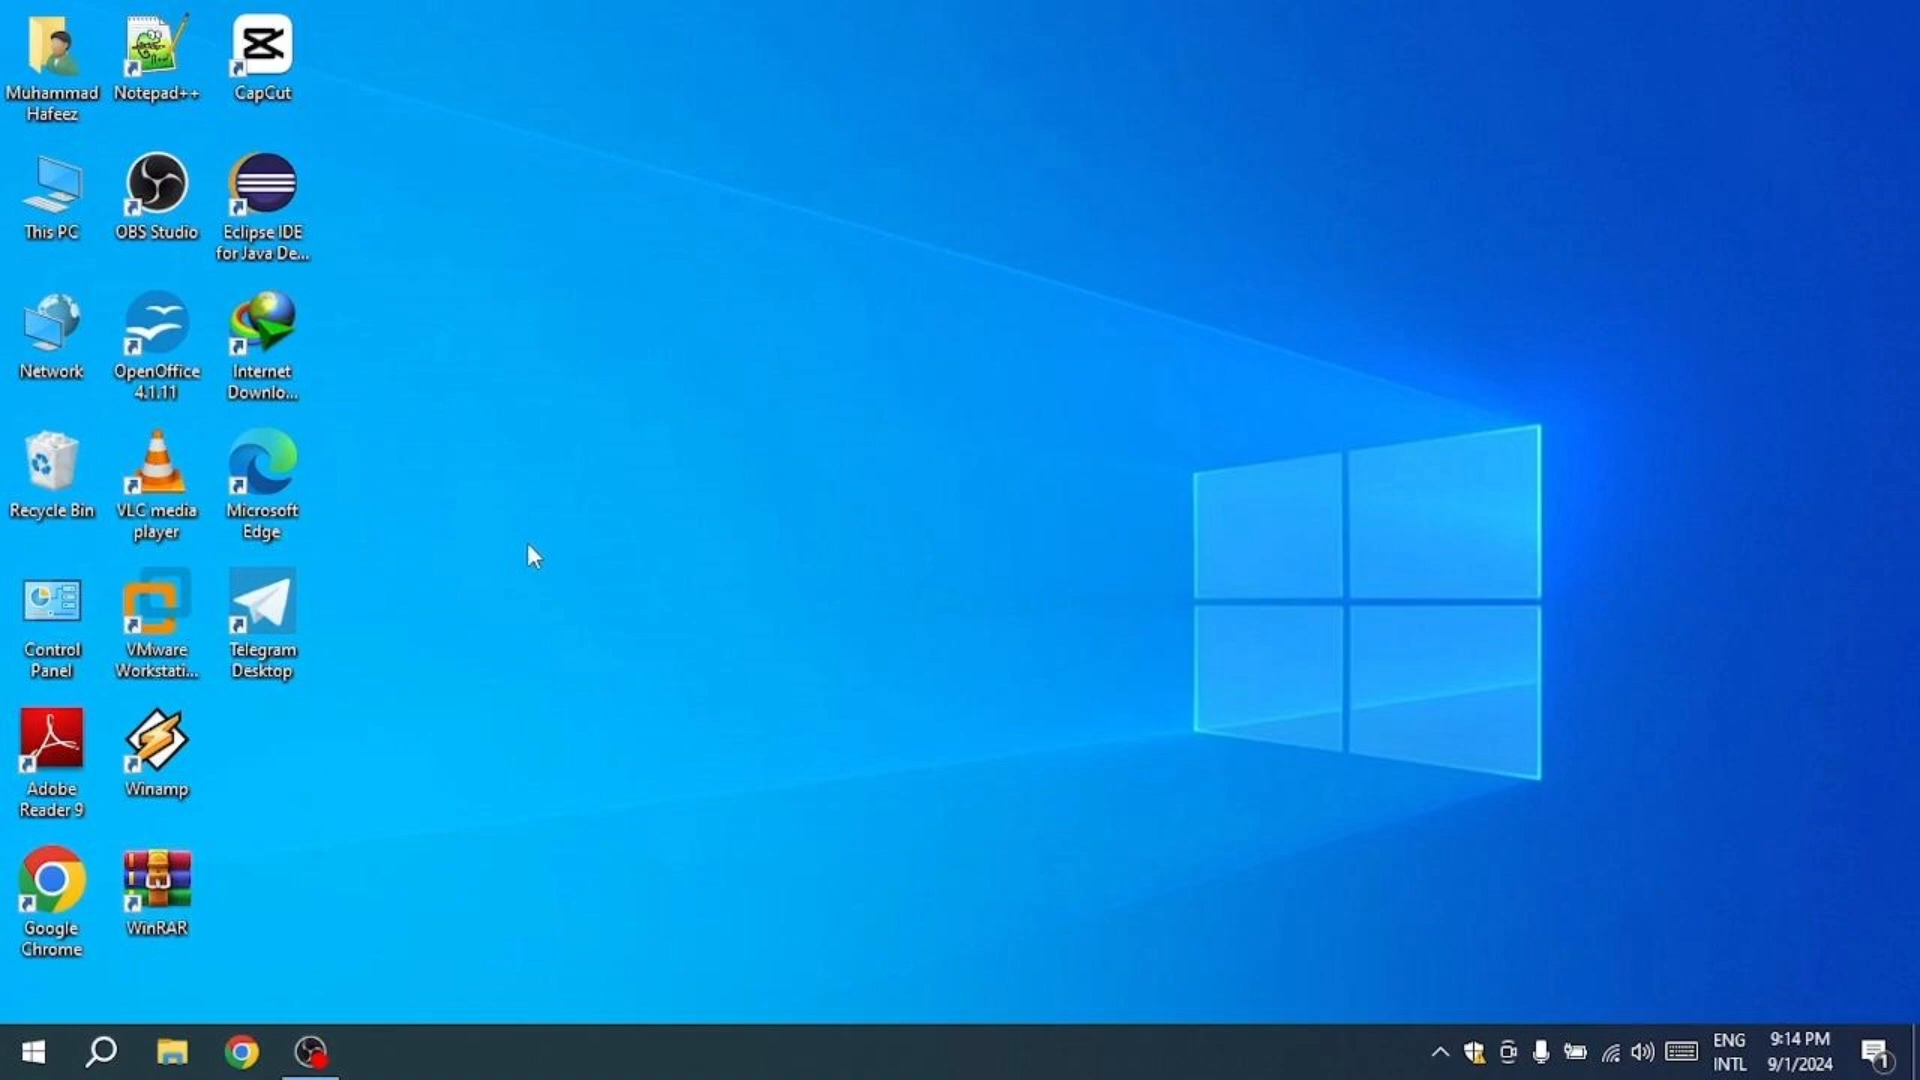 Muhammad
Hafeez
Notepad++
CapCut
This PC
OBS Studio
Eclipse IDE
for Java De...
Network
OpenOffice
4.1.11
Internet
Downlo...
Recycle Bin
VLC media
player
Microsoft
Edge
Control
Panel
VMware
Workstati...
Telegram
Desktop
Adobe
Reader 9
Winamp
Google
Chrome
WinRAR
ENG
INTL
9:14 PM
9/1/2024
1